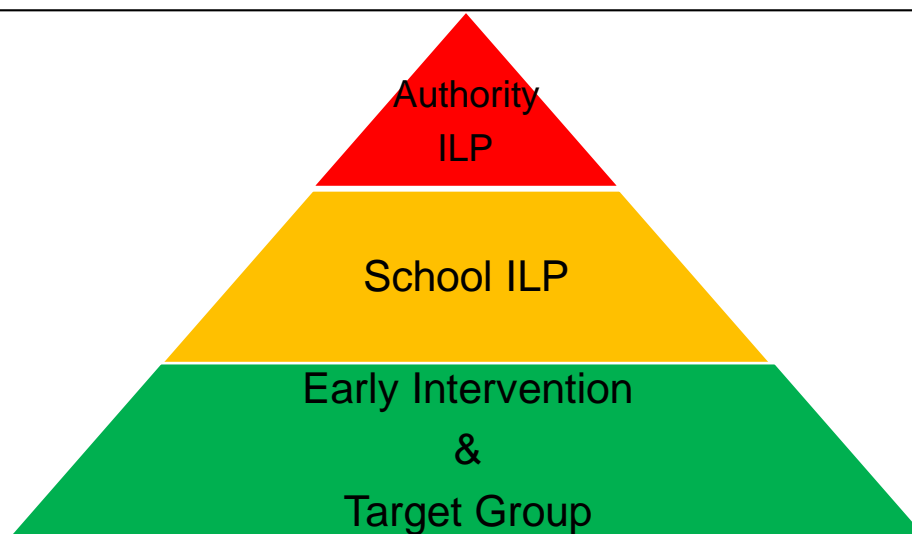 Authority
ILP
School ILP
Early Intervention
&
Target Group